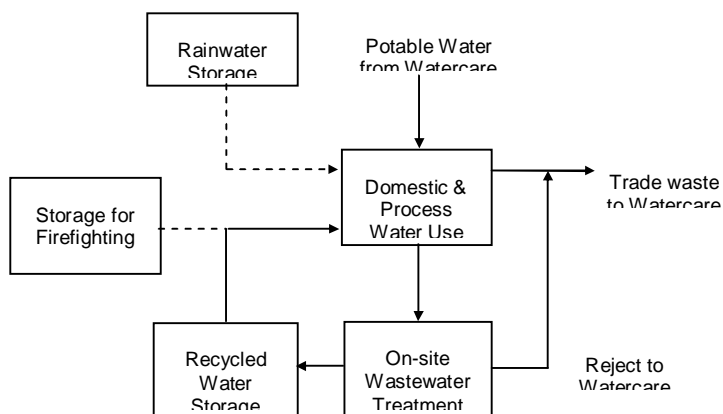 Rainwater
Storage
Potable Water
from Watercare
Domestic &
Process
Water Use
Trade waste
to Watercare
Storage for
Firefighting
Recycled
Water
Storage
On-site
Wastewater
Treatment
Reject to
Watercare